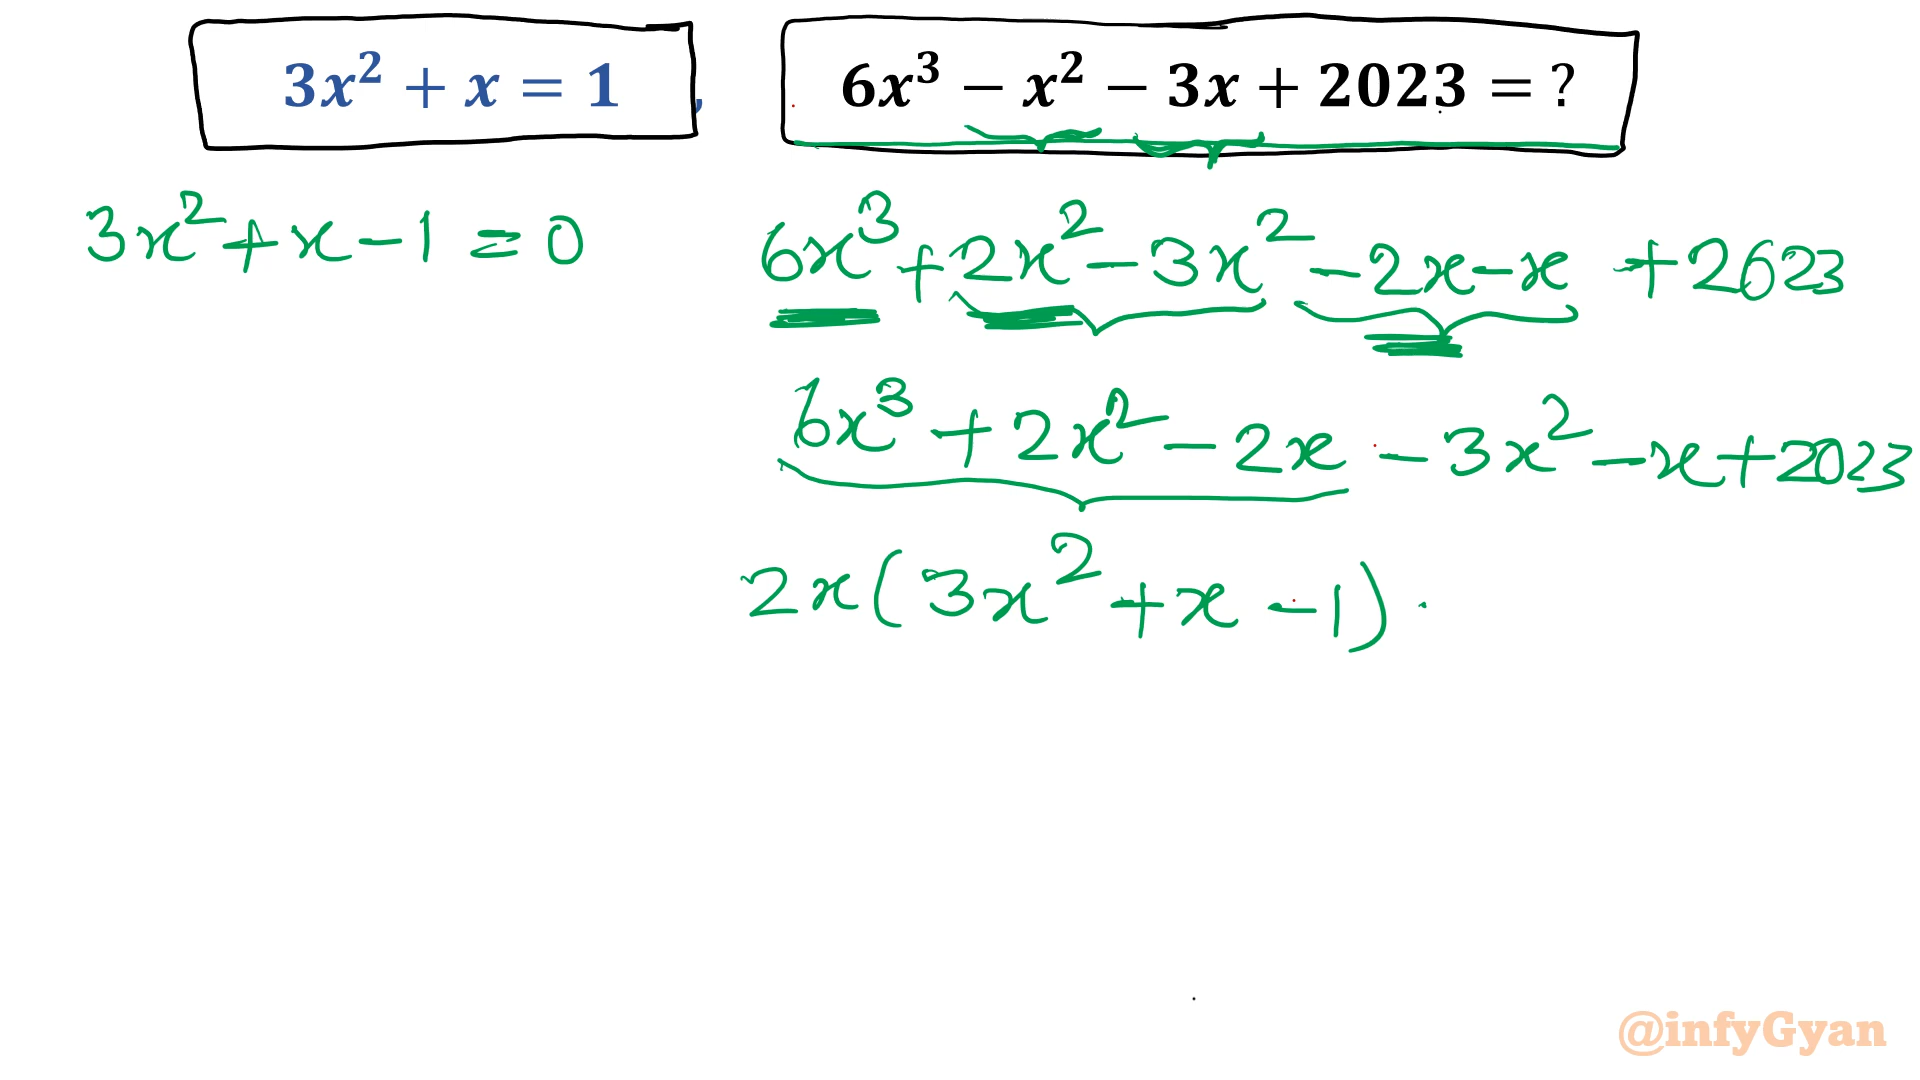 3x² + x = 1 , 6x³ − x² − 3x + 2023 = ?
3x² + x − 1 = 0
6x³ + 2x² − 3x² − 2x − x + 2023
6x³ + 2x² − 2x − 3x² − x + 2023
2x(3x² + x − 1)
@infyGyan